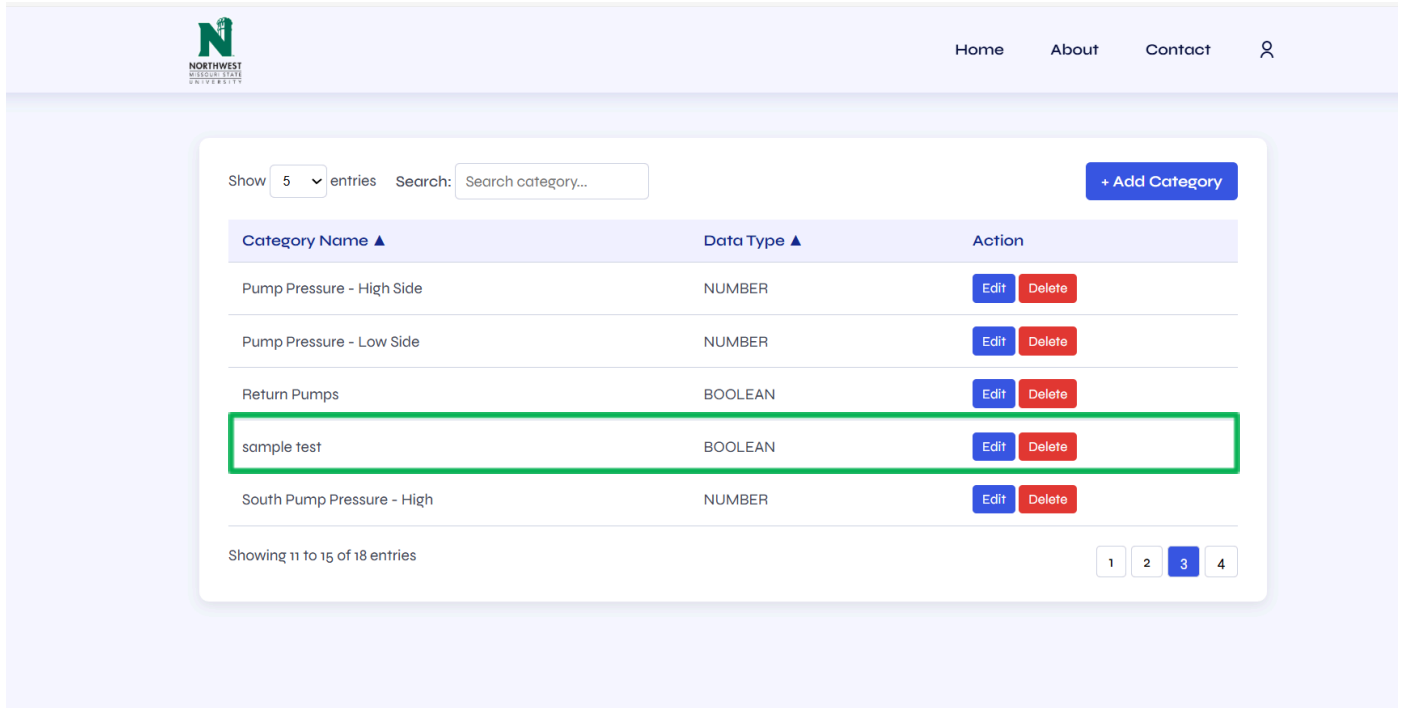 NORTHWEST
MISSOURI STATE
UNIVERSITY
Home About Contact
Show 5 entries Search: Search category... + Add Category
Category Name ▲ Data Type ▲ Action
Pump Pressure - High Side NUMBER Edit Delete
Pump Pressure - Low Side NUMBER Edit Delete
Return Pumps BOOLEAN Edit Delete
sample test BOOLEAN Edit Delete
South Pump Pressure - High NUMBER Edit Delete
Showing 11 to 15 of 18 entries 1 2 3 4